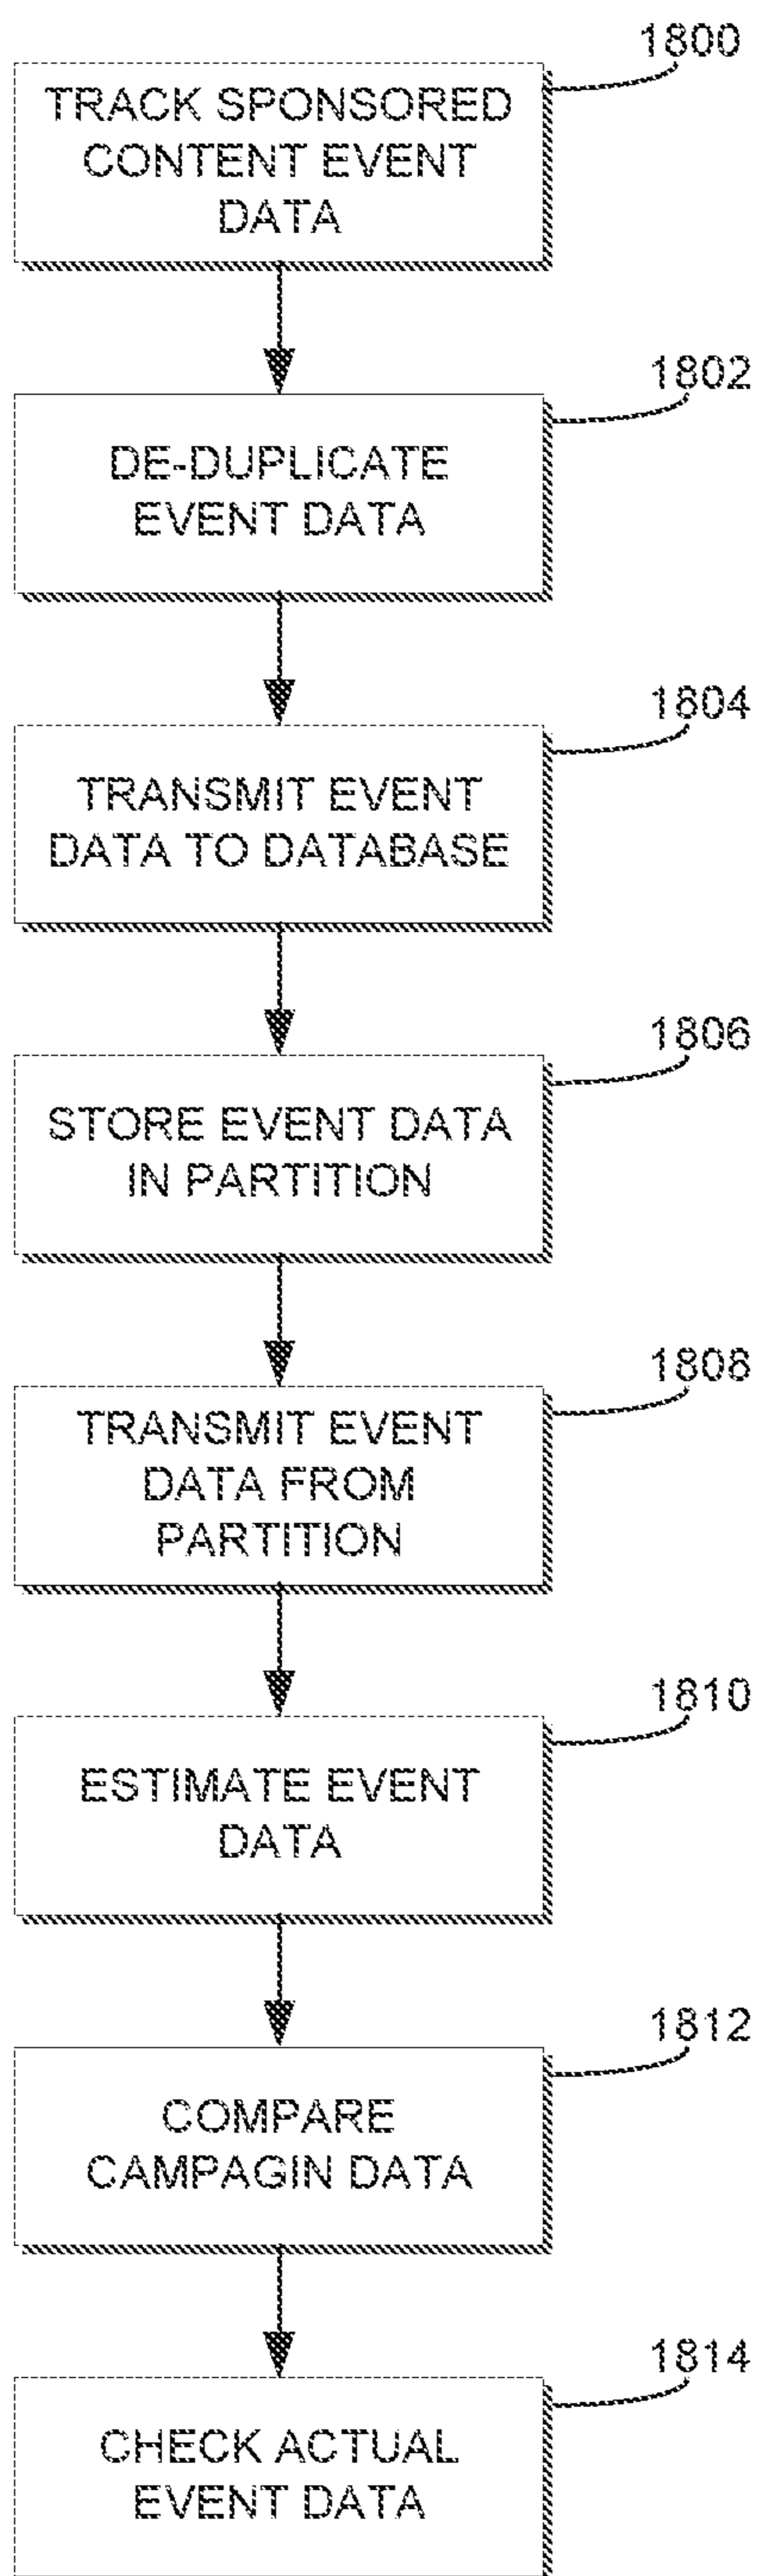 1800
TRACK SPONSORED
CONTENT EVENT
DATA
1802
DE-DUPLICATE
EVENT DATA
1804
TRANSMIT EVENT
DATA TO DATABASE
1806
STORE EVENT DATA
IN PARTITION
1808
TRANSMIT EVENT
DATA FROM
PARTITION
1810
ESTIMATE EVENT
DATA
1812
COMPARE
CAMPAGIN DATA
1814
CHECK ACTUAL
EVENT DATA